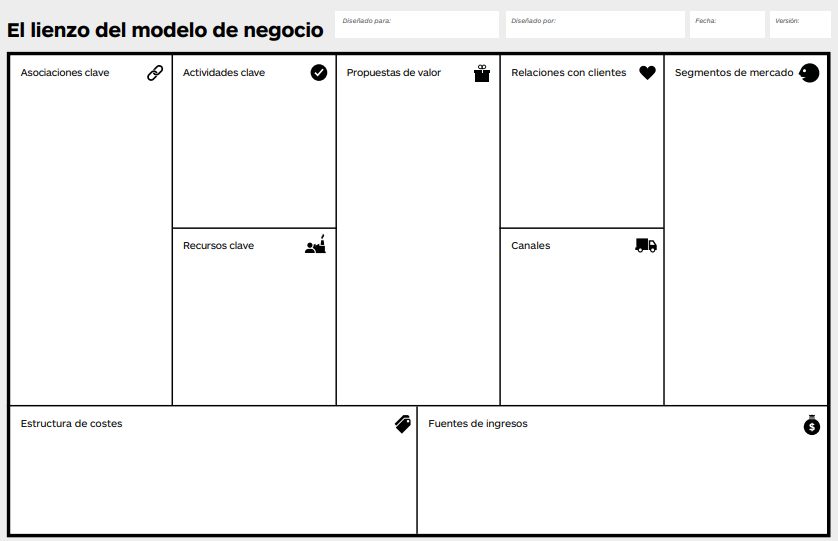 El lienzo del modelo de negocio
Diseñado para:
Diseñado por:
Fecha:
Versión:
Asociaciones clave
Actividades clave
Propuestas de valor
Relaciones con clientes
Segmentos de mercado
Recursos clave
Canales
Estructura de costes
Fuentes de ingresos
$